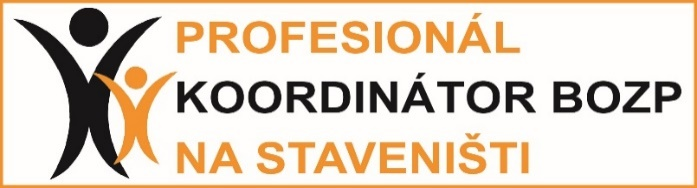 PROFESIONÁL
KOORDINÁTOR BOZP
NA STAVENIŠTI